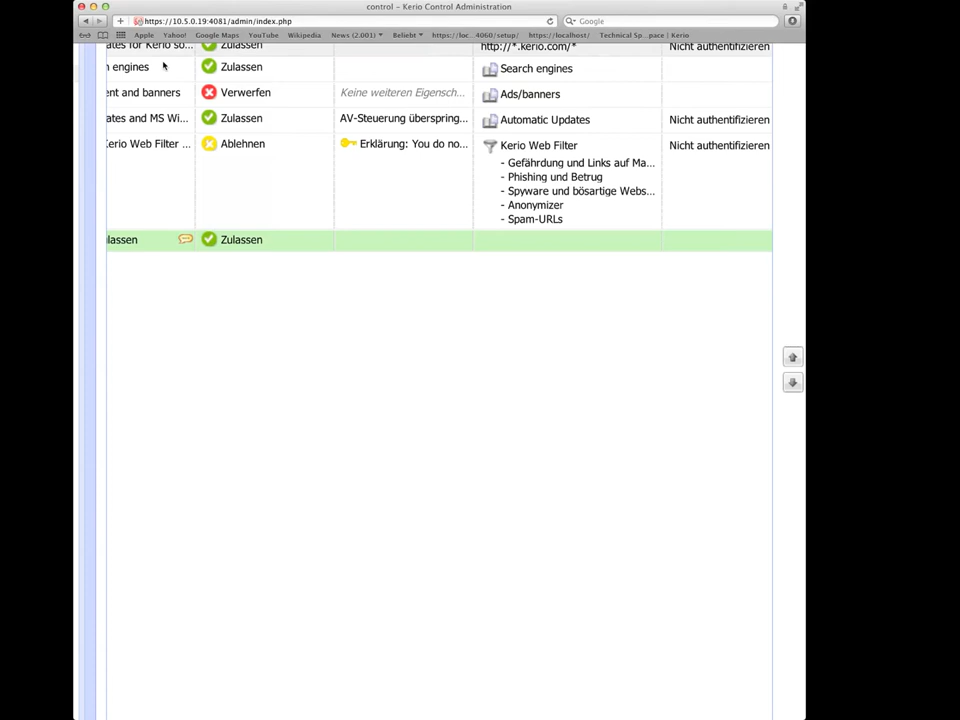 control – Kerio Control Administration
https://10.5.0.19:4081/admin/index.php
Google
Apple Yahoo! Google Maps YouTube Wikipedia News (2.001) Beliebt https://loc...4060/setup/ https://localhost/ Technical Sp...pace | Kerio
ates for Kerio so... Zulassen http://*.kerio.com/* Nicht authentifizieren
engines Zulassen Search engines
ent and banners Verwerfen Keine weiteren Eigensch... Ads/banners
ates and MS Wi... Zulassen AV-Steuerung überspring... Automatic Updates Nicht authentifizieren
Kerio Web Filter ... Ablehnen Erklärung: You do no... Kerio Web Filter Nicht authentifizieren
- Gefährdung und Links auf Ma...
- Phishing und Betrug
- Spyware und bösartige Webs...
- Anonymizer
- Spam-URLs
lassen Zulassen